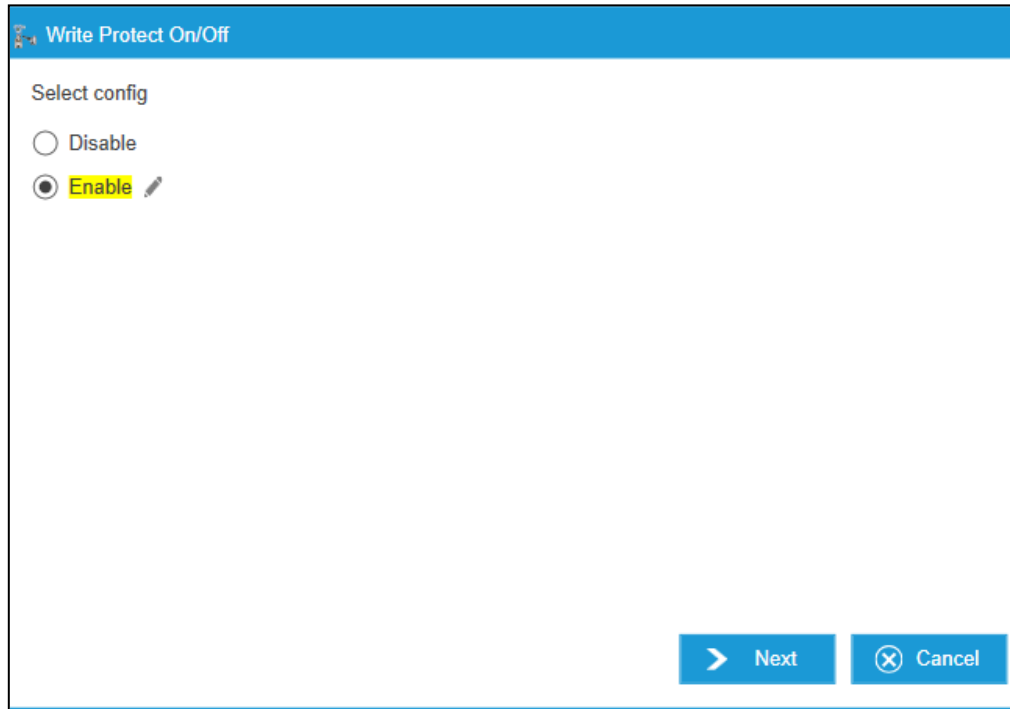 Write Protect On/Off
Select config
Disable
Enable
Next
Cancel